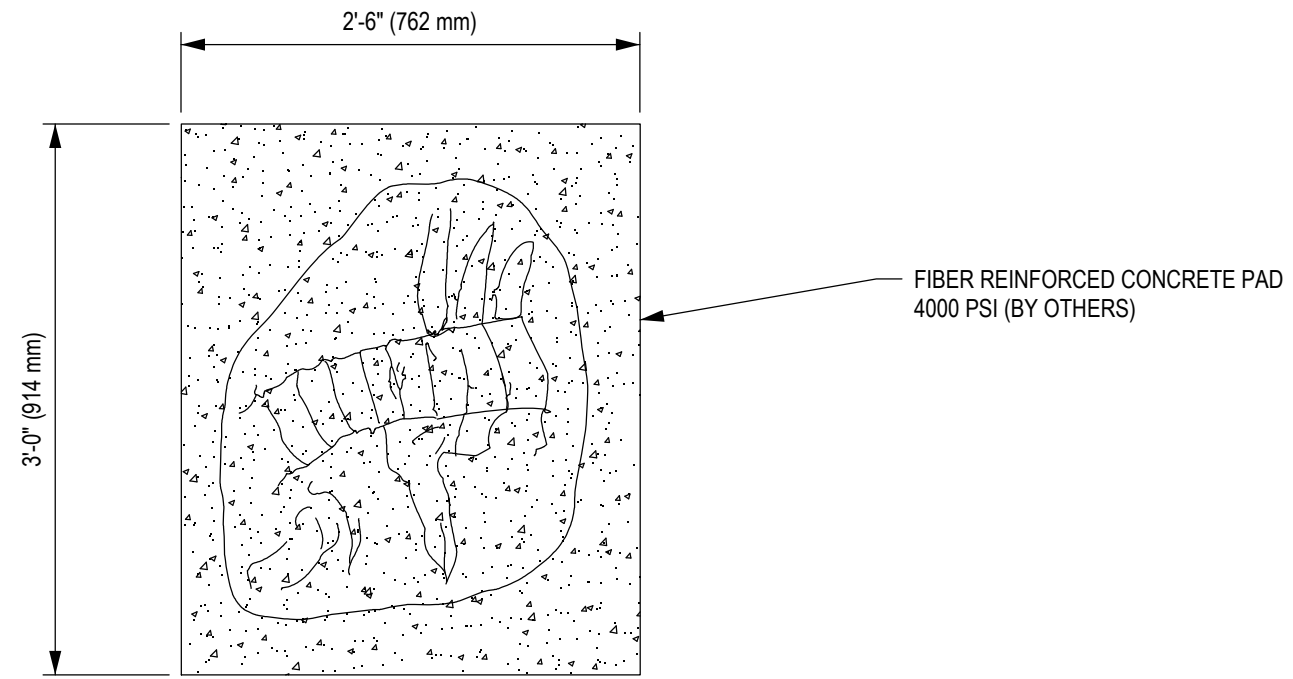 2'-6" (762 mm)
3'-0" (914 mm)
FIBER REINFORCED CONCRETE PAD
4000 PSI (BY OTHERS)